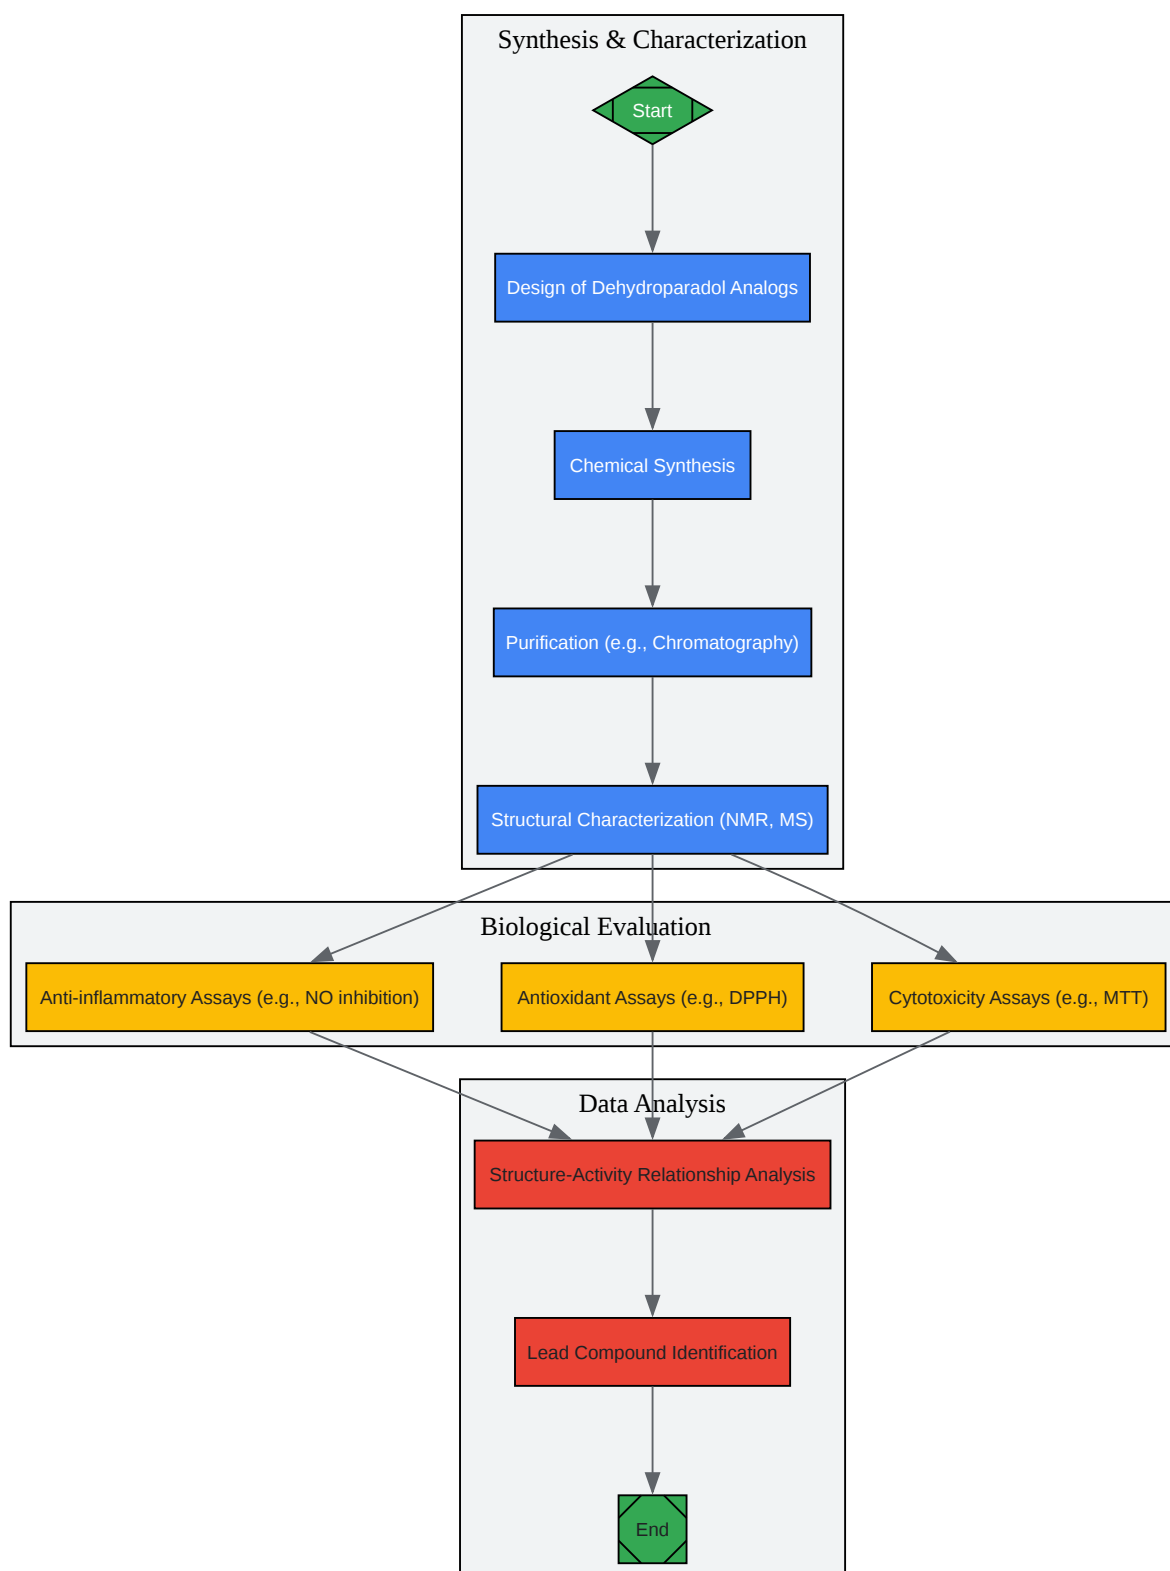 Synthesis & Characterization
Start
Design of Dehydroparadol Analogs
Chemical Synthesis
Purification (e.g., Chromatography)
Structural Characterization (NMR, MS)
Biological Evaluation
Anti-inflammatory Assays (e.g., NO inhibition)
Antioxidant Assays (e.g., DPPH)
Cytotoxicity Assays (e.g., MTT)
Data Analysis
Structure-Activity Relationship Analysis
Lead Compound Identification
End